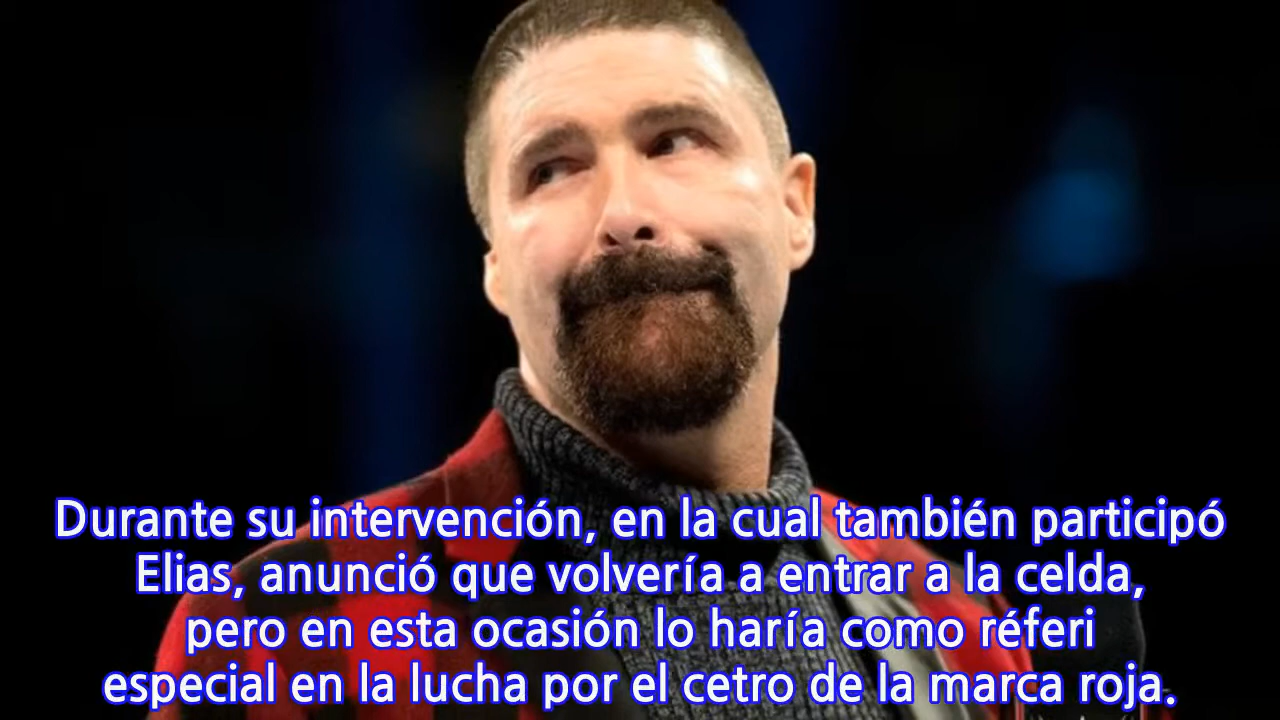 Durante su intervención, en la cual también participó
Elias, anunció que volvería a entrar a la celda,
pero en esta ocasión lo haría como réferi
especial en la lucha por el cetro de la marca roja.